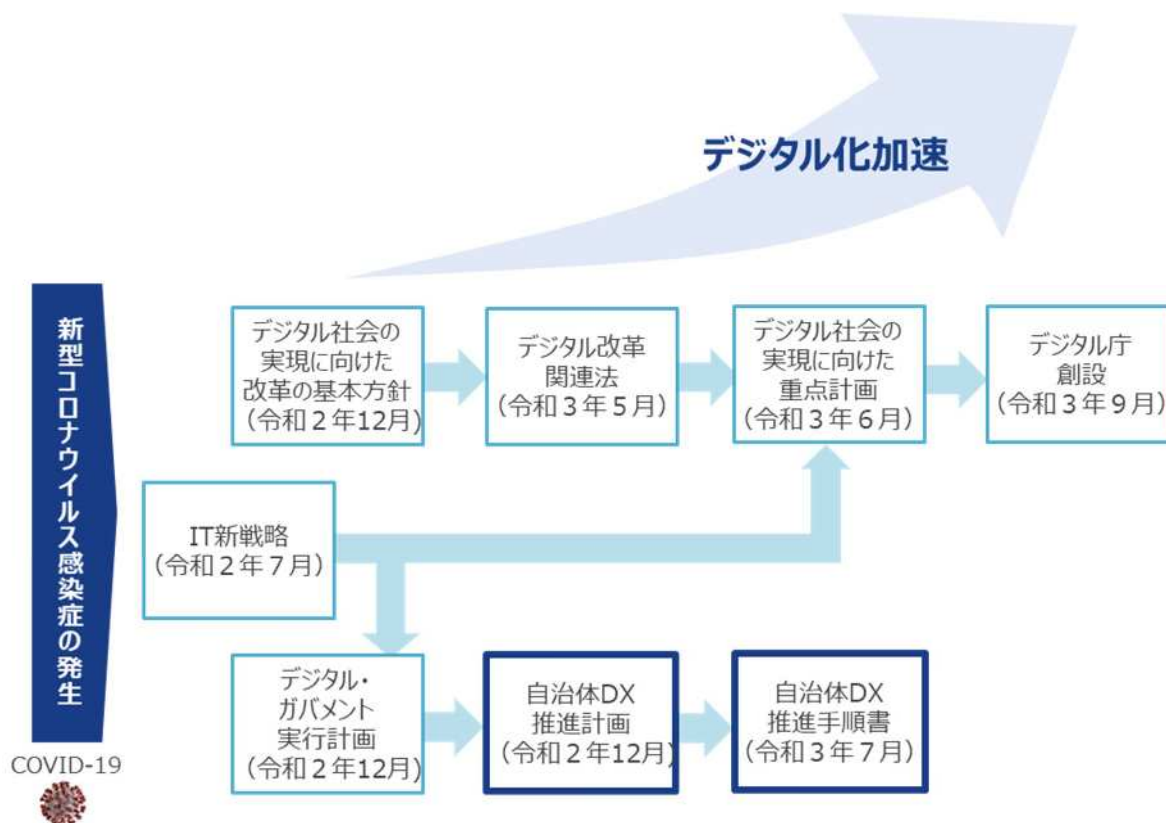 デジタル化加速
新型コロナウイルス感染症の発生
COVID-19
デジタル社会の
実現に向けた
改革の基本方針
(令和２年12月)
デジタル改革
関連法
(令和３年５月)
デジタル社会の
実現に向けた
重点計画
(令和３年６月)
デジタル庁
創設
(令和３年９月)
IT新戦略
(令和２年７月)
デジタル・
ガバメント
実行計画
(令和２年12月)
自治体DX
推進計画
(令和２年12月)
自治体DX
推進手順書
(令和３年７月)